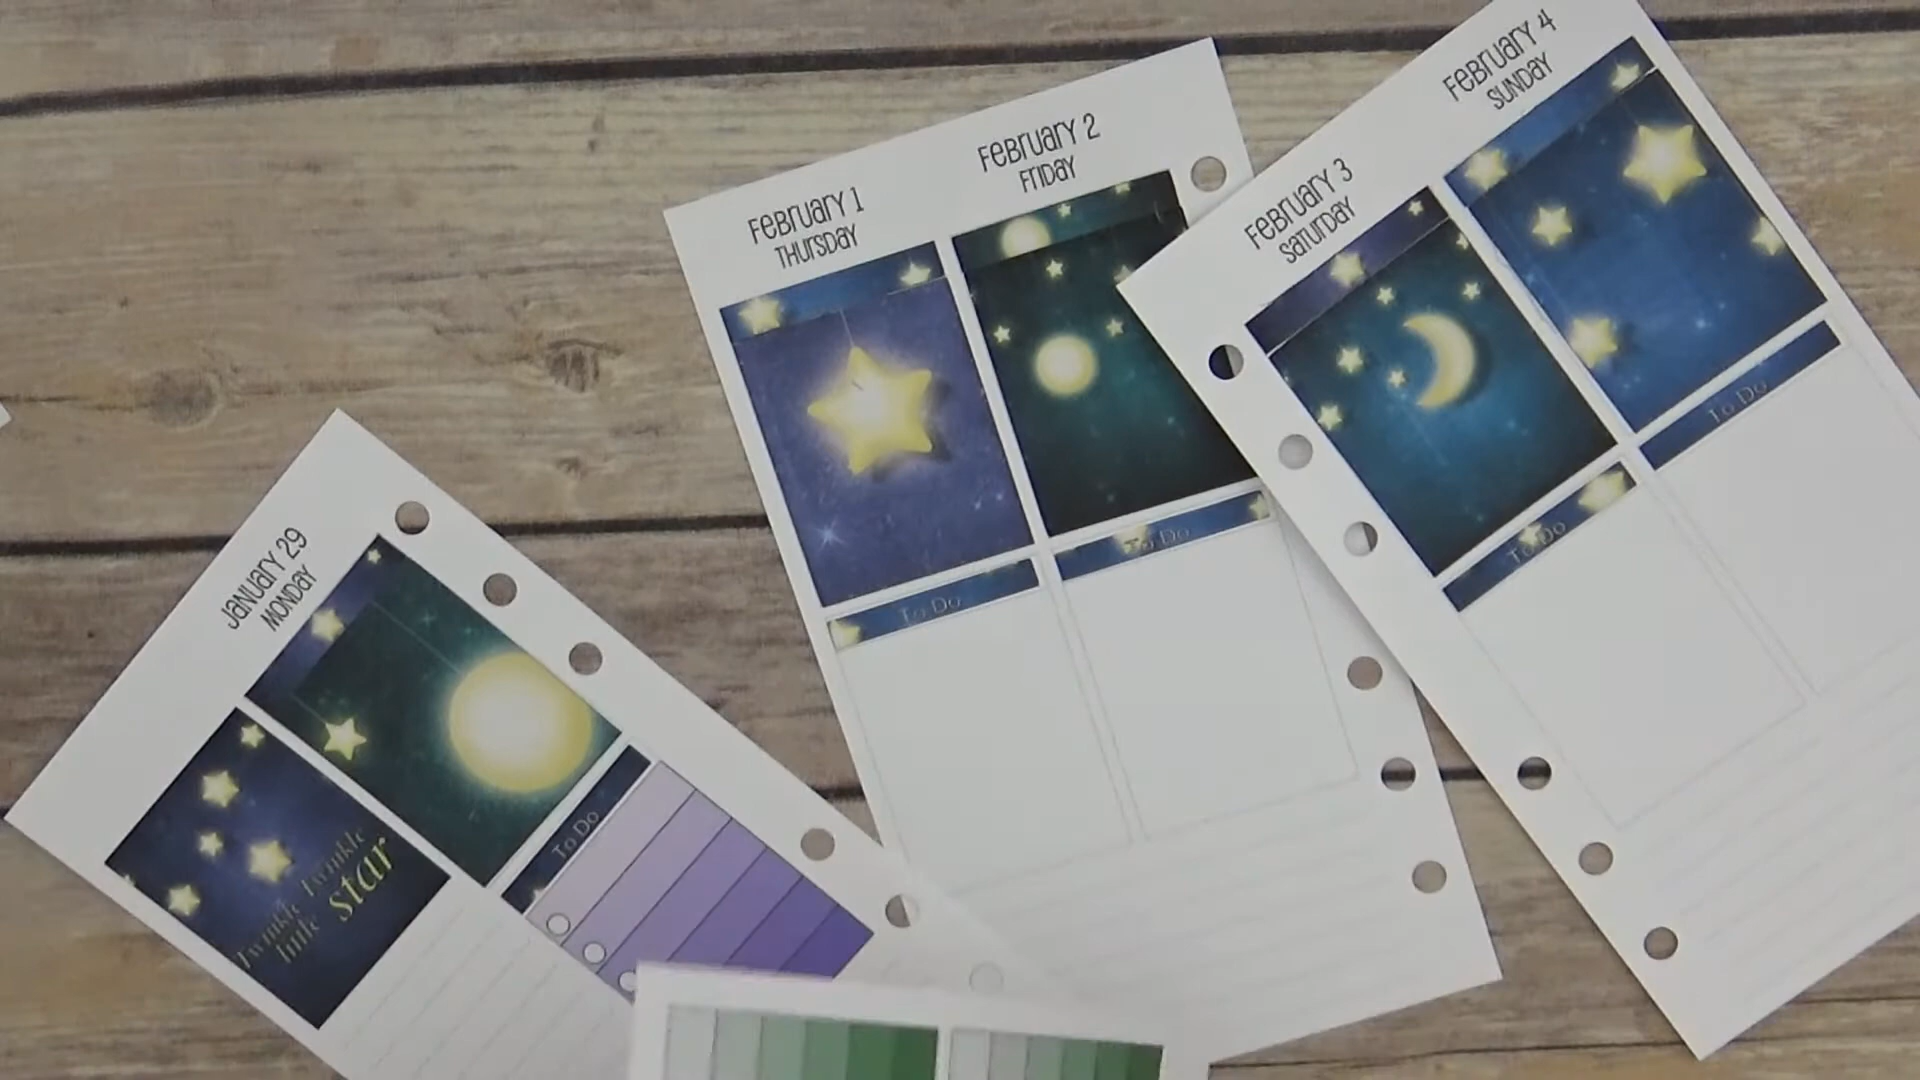 January 29
Monday
Twinkle Twinkle
little star
To Do
February 1
Thursday
To Do
February 2
Friday
To Do
February 3
Saturday
To Do
February 4
Sunday
To Do